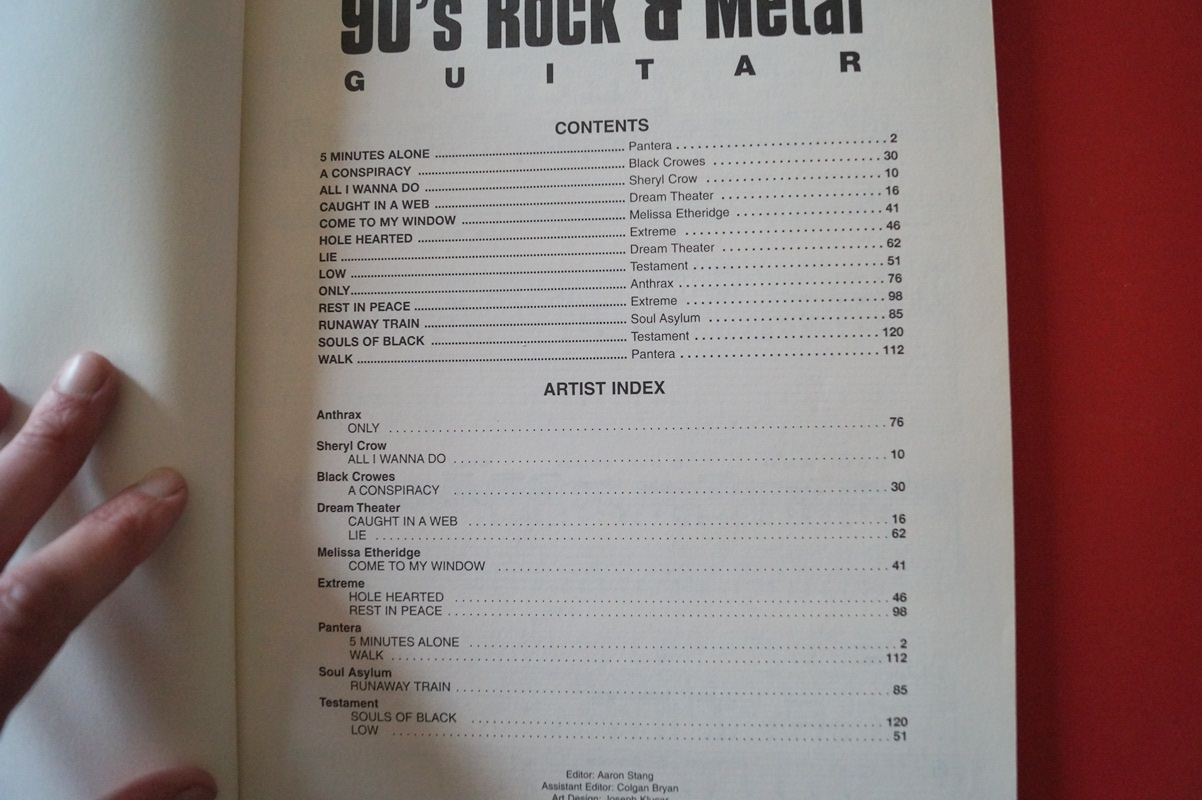 90's Rock & Metal
GUITAR
CONTENTS
5 MINUTES ALONE ........ Pantera ........ 2
A CONSPIRACY ........ Black Crowes ........ 30
ALL I WANNA DO ........ Sheryl Crow ........ 10
CAUGHT IN A WEB ........ Dream Theater ........ 16
COME TO MY WINDOW ........ Melissa Etheridge ........ 41
HOLE HEARTED ........ Extreme ........ 46
LIE ........ Dream Theater ........ 62
LOW ........ Testament ........ 51
ONLY ........ Anthrax ........ 76
REST IN PEACE ........ Extreme ........ 98
RUNAWAY TRAIN ........ Soul Asylum ........ 85
SOULS OF BLACK ........ Testament ........ 120
WALK ........ Pantera ........ 112
ARTIST INDEX
Anthrax
ONLY ........ 76
Sheryl Crow
ALL I WANNA DO ........ 10
Black Crowes
A CONSPIRACY ........ 30
Dream Theater
CAUGHT IN A WEB ........ 16
LIE ........ 62
Melissa Etheridge
COME TO MY WINDOW ........ 41
Extreme
HOLE HEARTED ........ 46
REST IN PEACE ........ 98
Pantera
5 MINUTES ALONE ........ 2
WALK ........ 112
Soul Asylum
RUNAWAY TRAIN ........ 85
Testament
SOULS OF BLACK ........ 120
LOW ........ 51
Editor: Aaron Stang
Assistant Editor: Colgan Bryan
Art Design: Joseph